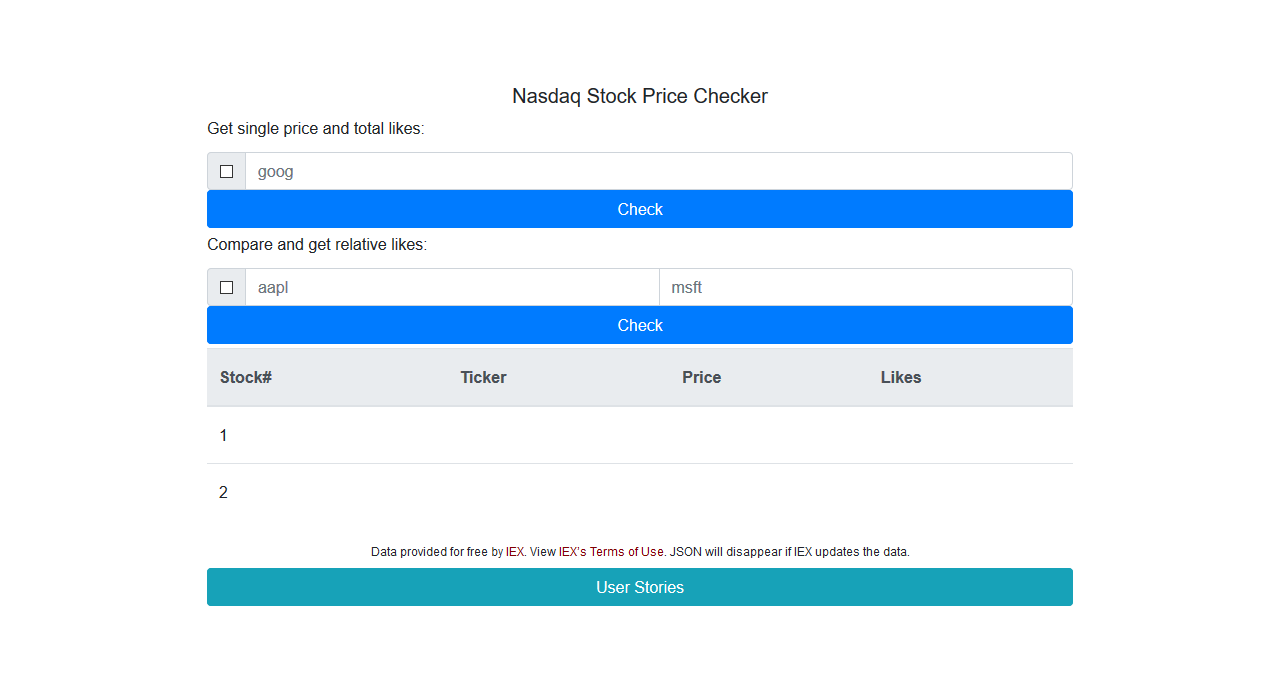 Nasdaq Stock Price Checker
Get single price and total likes:
goog
Check
Compare and get relative likes:
aapl msft
Check
Stock# Ticker Price Likes
1
2
Data provided for free by IEX. View IEX's Terms of Use. JSON will disappear if IEX updates the data.
User Stories